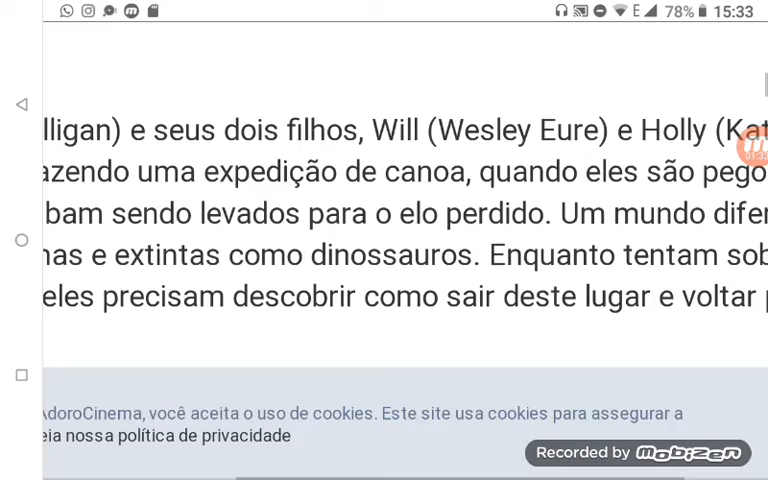 78% 15:33
lligan) e seus dois filhos, Will (Wesley Eure) e Holly (Kat
azendo uma expedição de canoa, quando eles são pego
01:33
bam sendo levados para o elo perdido. Um mundo difer
nas e extintas como dinossauros. Enquanto tentam sob
eles precisam descobrir como sair deste lugar e voltar p
AdoroCinema, você aceita o uso de cookies. Este site usa cookies para assegurar a
eia nossa política de privacidade
Recorded by mobizen